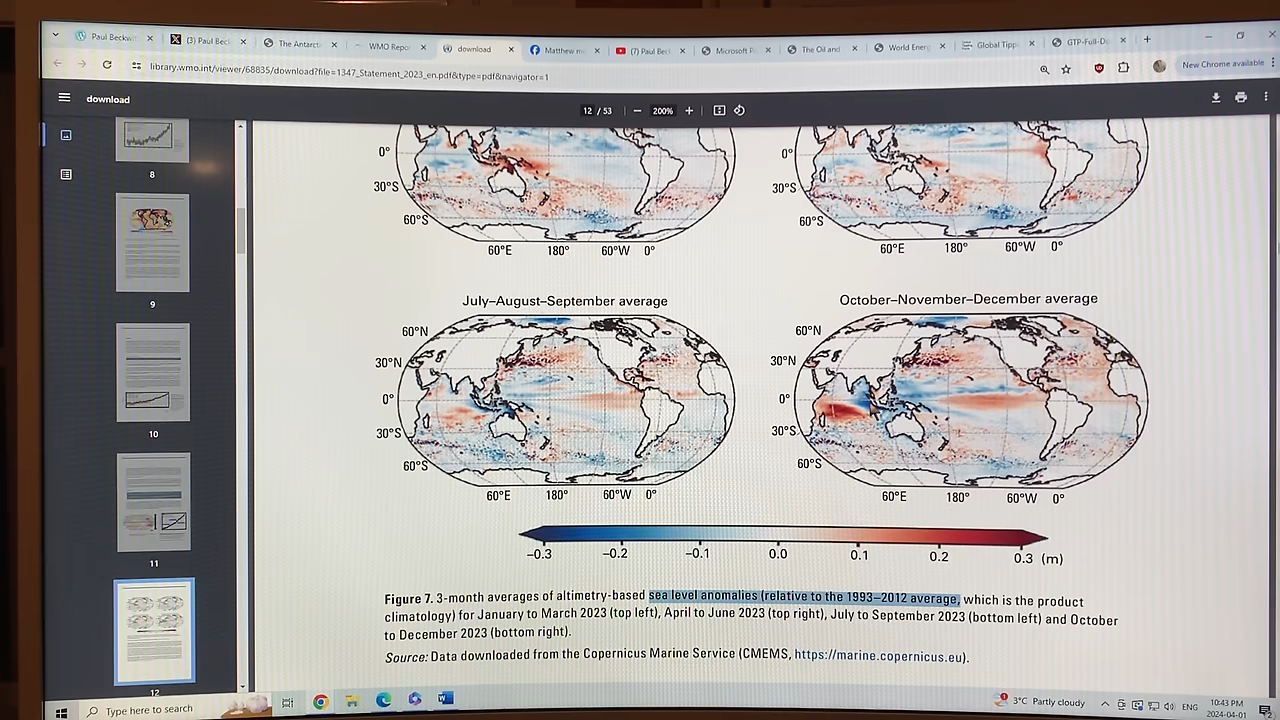 Paul Beckwit
(3) Paul Beck
The Antarct
WMO Repor
download
Matthew m
(7) Paul Beck
Microsoft P
The Oil and
World Ener
Global Tipp
GTP-Full-D
library.wmo.int/viewer/68835/download?file=1347_Statement_2023_en.pdf&type=pdf&navigator=1
New Chrome available
download
12 / 53
200%
8
9
10
11
12
0°
30°S
60°S
60°E 180° 60°W 0°
0°
30°S
60°S
60°E 180° 60°W 0°
July–August–September average
60°N
30°N
0°
30°S
60°S
60°E 180° 60°W 0°
October–November–December average
60°N
30°N
0°
30°S
60°S
60°E 180° 60°W 0°
−0.3 −0.2 −0.1 0.0 0.1 0.2 0.3 (m)
Figure 7. 3-month averages of altimetry-based sea level anomalies (relative to the 1993–2012 average, which is the product
climatology) for January to March 2023 (top left), April to June 2023 (top right), July to September 2023 (bottom left) and October
to December 2023 (bottom right).
Source: Data downloaded from the Copernicus Marine Service (CMEMS, https://marine.copernicus.eu).
Type here to search
3°C Partly cloudy
ENG
10:43 PM
2024-04-01